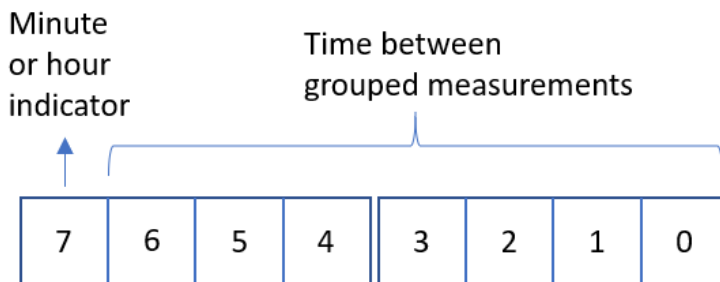 Minute
or hour
indicator
Time between
grouped measurements
7 6 5 4 3 2 1 0